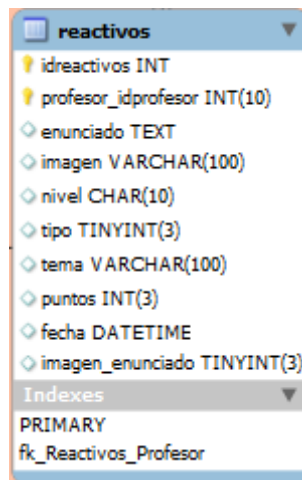 reactivos
idreactivos INT
profesor_idprofesor INT(10)
enunciado TEXT
imagen VARCHAR(100)
nivel CHAR(10)
tipo TINYINT(3)
tema VARCHAR(100)
puntos INT(3)
fecha DATETIME
imagen_enunciado TINYINT(3)
Indexes
PRIMARY
fk_Reactivos_Profesor